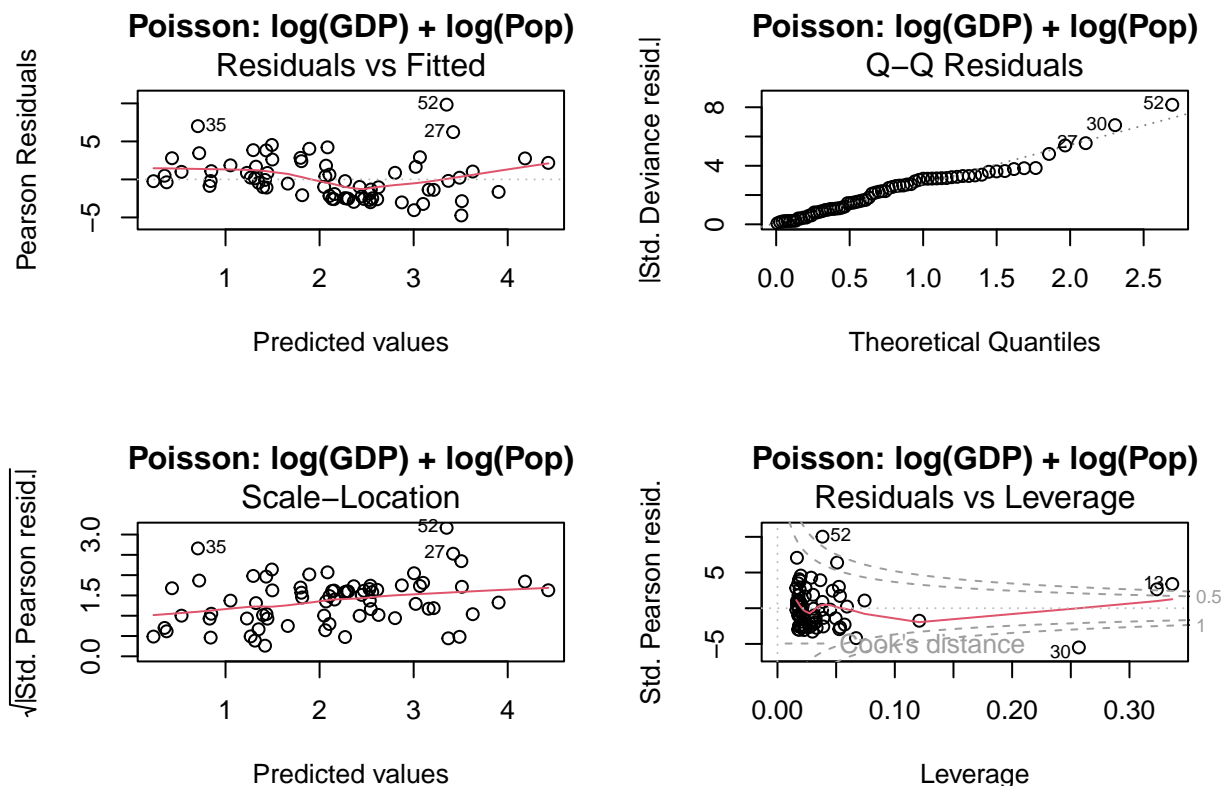 Poisson: log(GDP) + log(Pop)
Residuals vs Fitted
Pearson Residuals
5
−5
52
35
27
1 2 3 4
Predicted values
Poisson: log(GDP) + log(Pop)
Q−Q Residuals
|Std. Deviance resid.|
8
4
0
52
30
27
0.0 0.5 1.0 1.5 2.0 2.5
Theoretical Quantiles
Poisson: log(GDP) + log(Pop)
Scale−Location
√|Std. Pearson resid.|
3.0
1.5
0.0
52
35
27
1 2 3 4
Predicted values
Poisson: log(GDP) + log(Pop)
Residuals vs Leverage
Std. Pearson resid.
5
−5
52
13
0.5
1
Cook's distance
30
0.00 0.10 0.20 0.30
Leverage